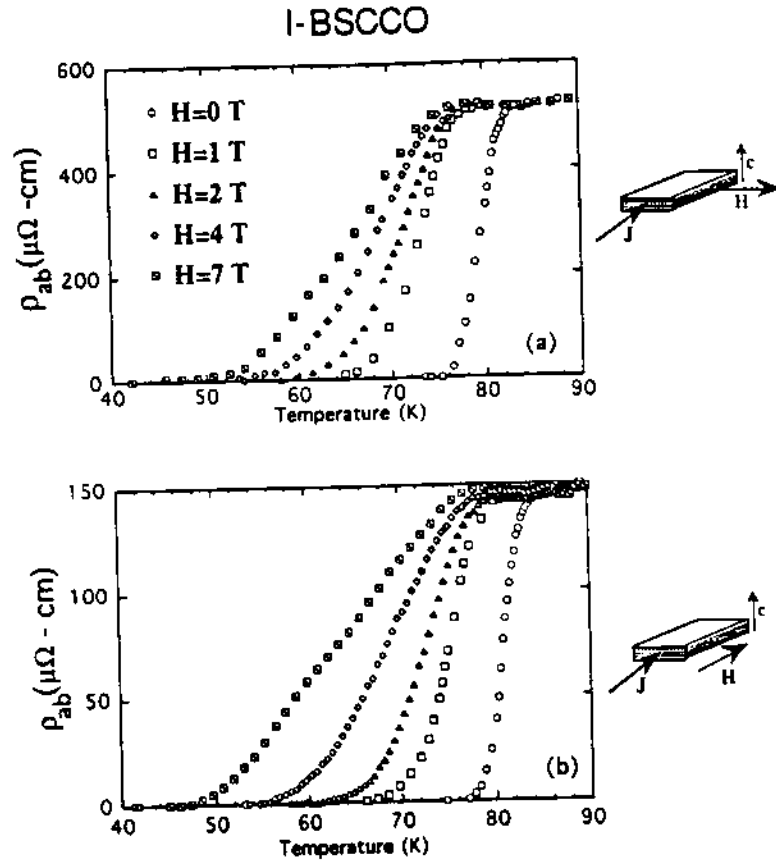 I-BSCCO
600
400
200
0
ρab(μΩ -cm)
H=0 T
H=1 T
H=2 T
H=4 T
H=7 T
(a)
40 50 60 70 80 90
Temperature (K)
c
H
J
150
100
50
0
ρab(μΩ - cm)
(b)
40 50 60 70 80 90
Temperature (K)
c
J
H